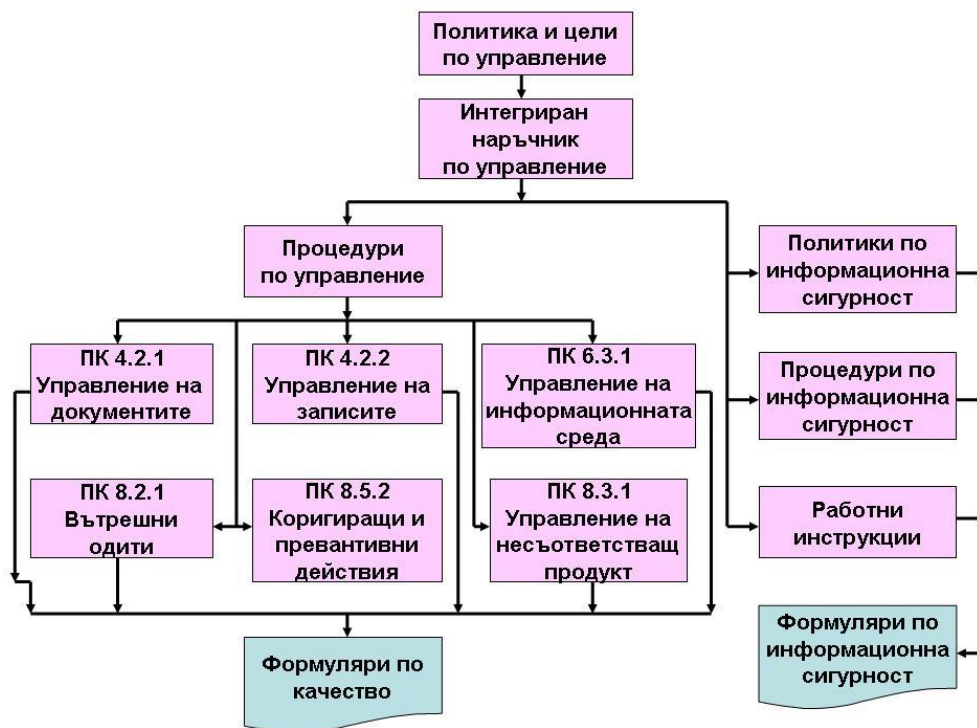 Политика и цели
по управление
Интегриран
наръчник
по управление
Процедури
по управление
Политики по
информационна
сигурност
ПК 4.2.1
Управление на
документите
ПК 4.2.2
Управление на
записите
ПК 6.3.1
Управление на
информационната
среда
Процедури по
информационна
сигурност
ПК 8.2.1
Вътрешни
одити
ПК 8.5.2
Коригиращи и
превантивни
действия
ПК 8.3.1
Управление на
несъответстващ
продукт
Работни
инструкции
Формуляри по
качество
Формуляри по
информационна
сигурност